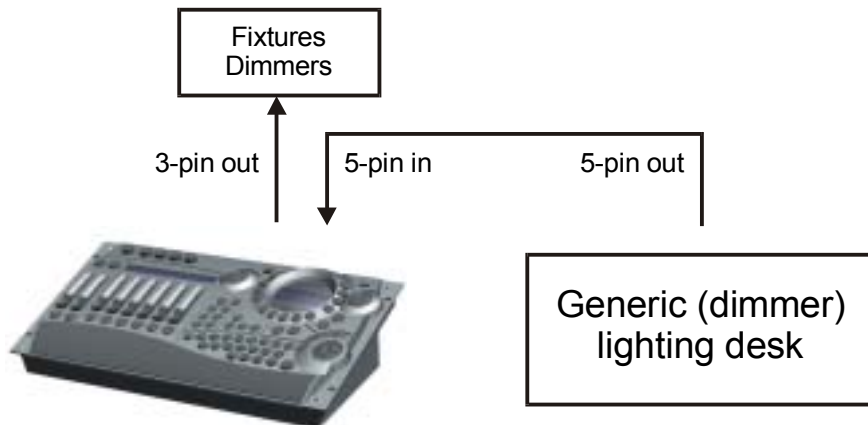 Fixtures
Dimmers
3-pin out
5-pin in
5-pin out
Generic (dimmer)
lighting desk